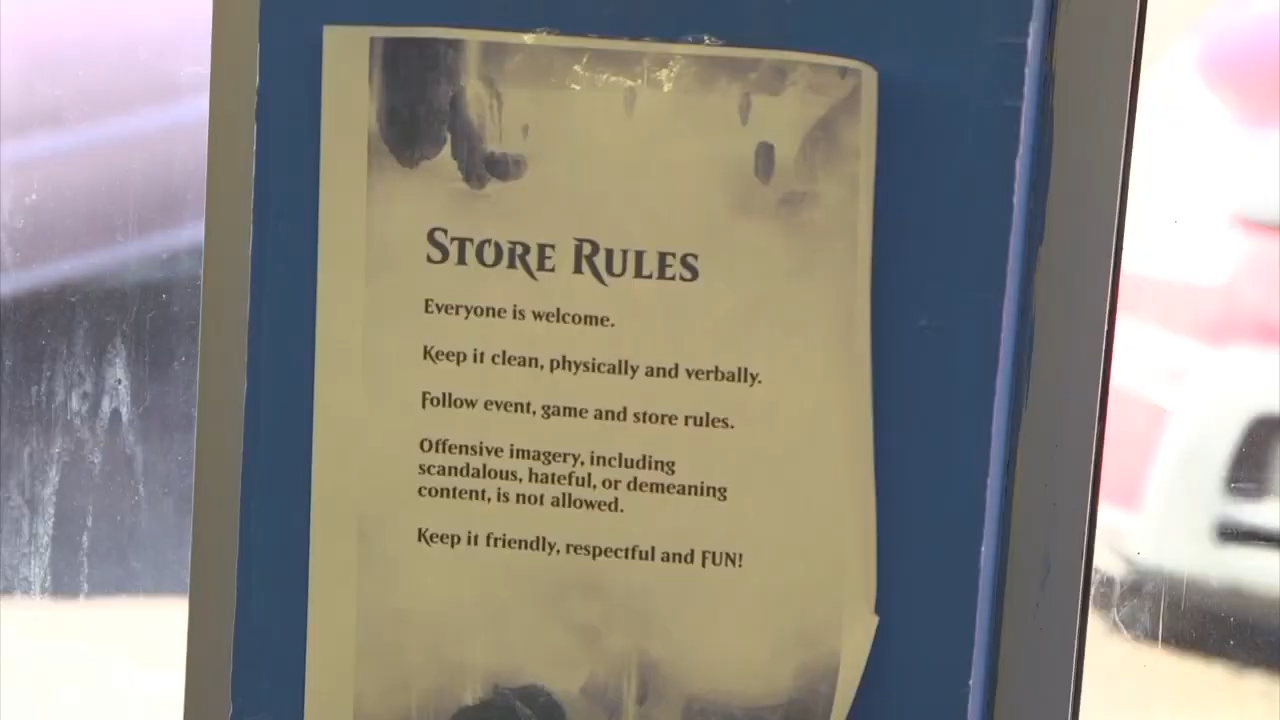 STORE RULES
Everyone is welcome.
Keep it clean, physically and verbally.
Follow event, game and store rules.
Offensive imagery, including
scandalous, hateful, or demeaning
content, is not allowed.
Keep it friendly, respectful and FUN!